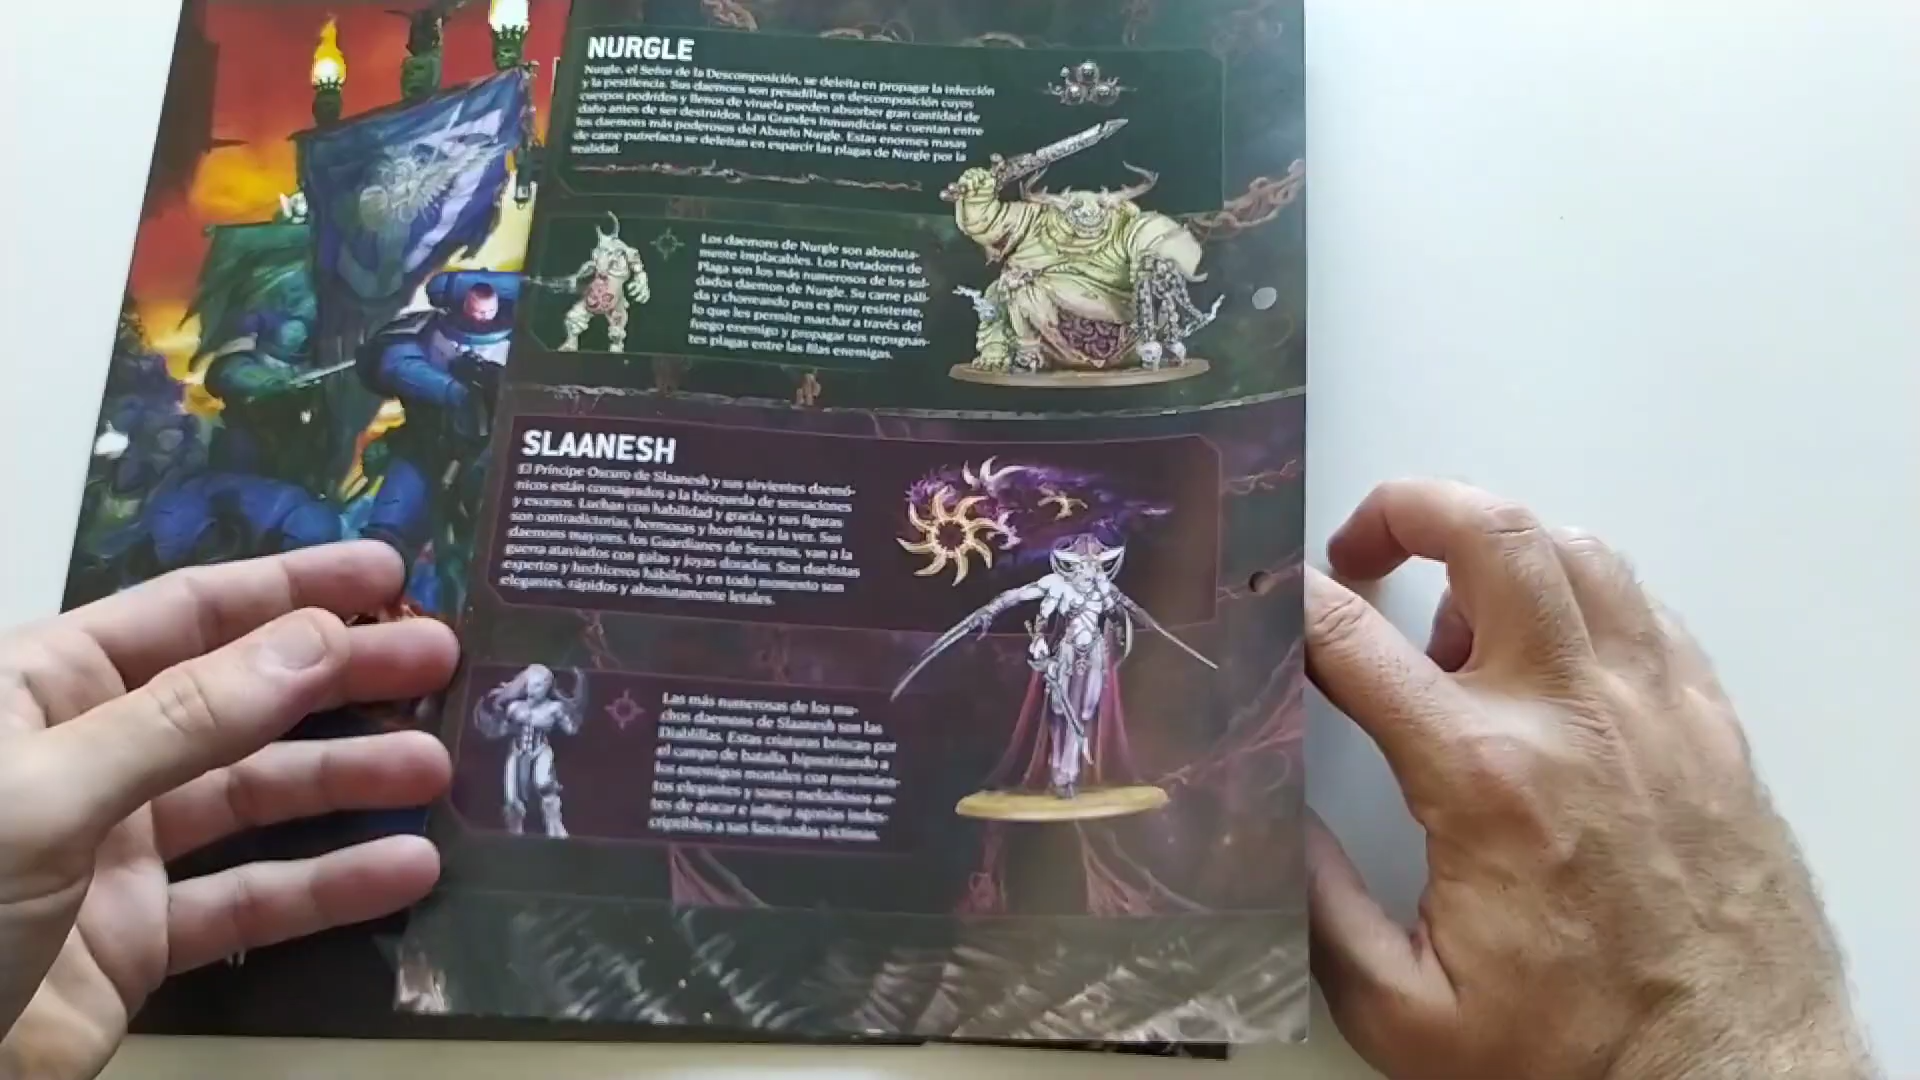 NURGLE
Nurgle, el Señor de la Descomposición, se deleita en propagar la infección
y la pestilencia. Sus daemons son pesadillas en descomposición cuyos
cuerpos podridos y llenos de viruela pueden absorber gran cantidad de
daño antes de ser destruidos. Las Grandes Inmundicias se cuentan entre
los daemons más poderosos del Abuelo Nurgle. Estas enormes masas
de carne putrefacta se deleitan en esparcir las plagas de Nurgle por la
realidad.
Los daemons de Nurgle son absoluta-
mente implacables. Los Portadores de
Plaga son los más numerosos de los sol-
dados daemon de Nurgle. Su carne páli-
da y chorreando pus es muy resistente,
lo que les permite marchar a través del
fuego enemigo y propagar sus repugnan-
tes plagas entre las filas enemigas.
SLAANESH
El Príncipe Oscuro de Slaanesh y sus sirvientes daemó-
nicos están consagrados a la búsqueda de sensaciones
y excesos. Luchan con habilidad y gracia, y sus figuras
son contradictorias, hermosas y horribles a la vez. Sus
daemons mayores, los Guardianes de Secretos, van a la
guerra ataviados con galas y joyas doradas. Son duelistas
expertos y hechiceros hábiles, y en todo momento son
elegantes, rápidos y absolutamente letales.
Las más numerosas de los mu-
chos daemons de Slaanesh son las
Diablillas. Estas criaturas brincan por
el campo de batalla, hipnotizando a
los enemigos mortales con movimien-
tos elegantes y sones melodiosos an-
tes de atacar e infligir agonías indes-
criptibles a sus fascinadas víctimas.